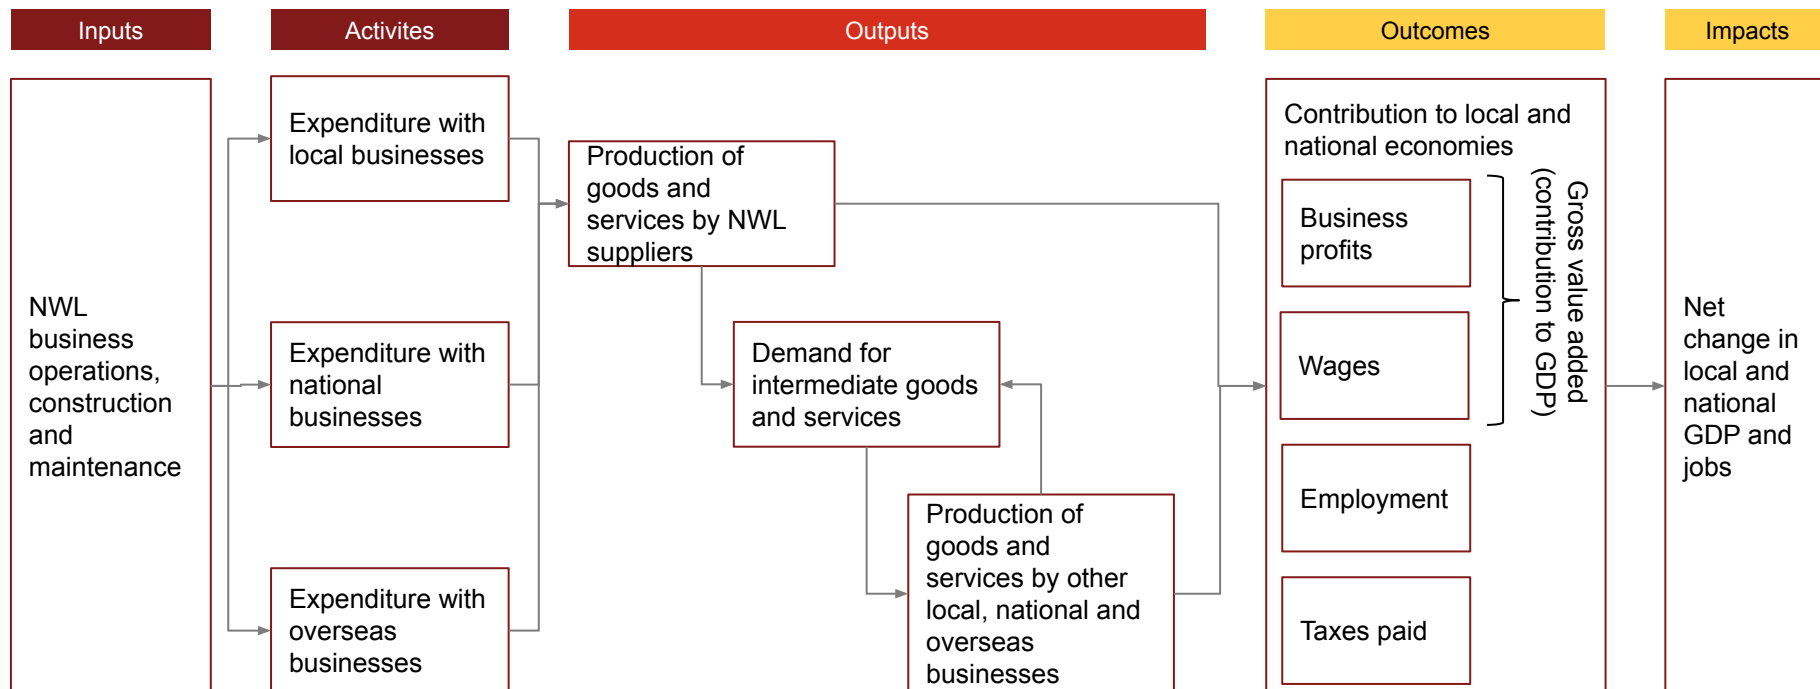 Inputs
Activites
Outputs
Outcomes
Impacts
NWL
business
operations,
construction
and
maintenance
Expenditure with
local businesses
Expenditure with
national
businesses
Expenditure with
overseas
businesses
Production of
goods and
services by NWL
suppliers
Demand for
intermediate goods
and services
Production of
goods and
services by other
local, national and
overseas
businesses
Contribution to local and
national economies
Business
profits
Wages
Employment
Taxes paid
Gross value added
(contribution to GDP)
Net
change in
local and
national
GDP and
jobs